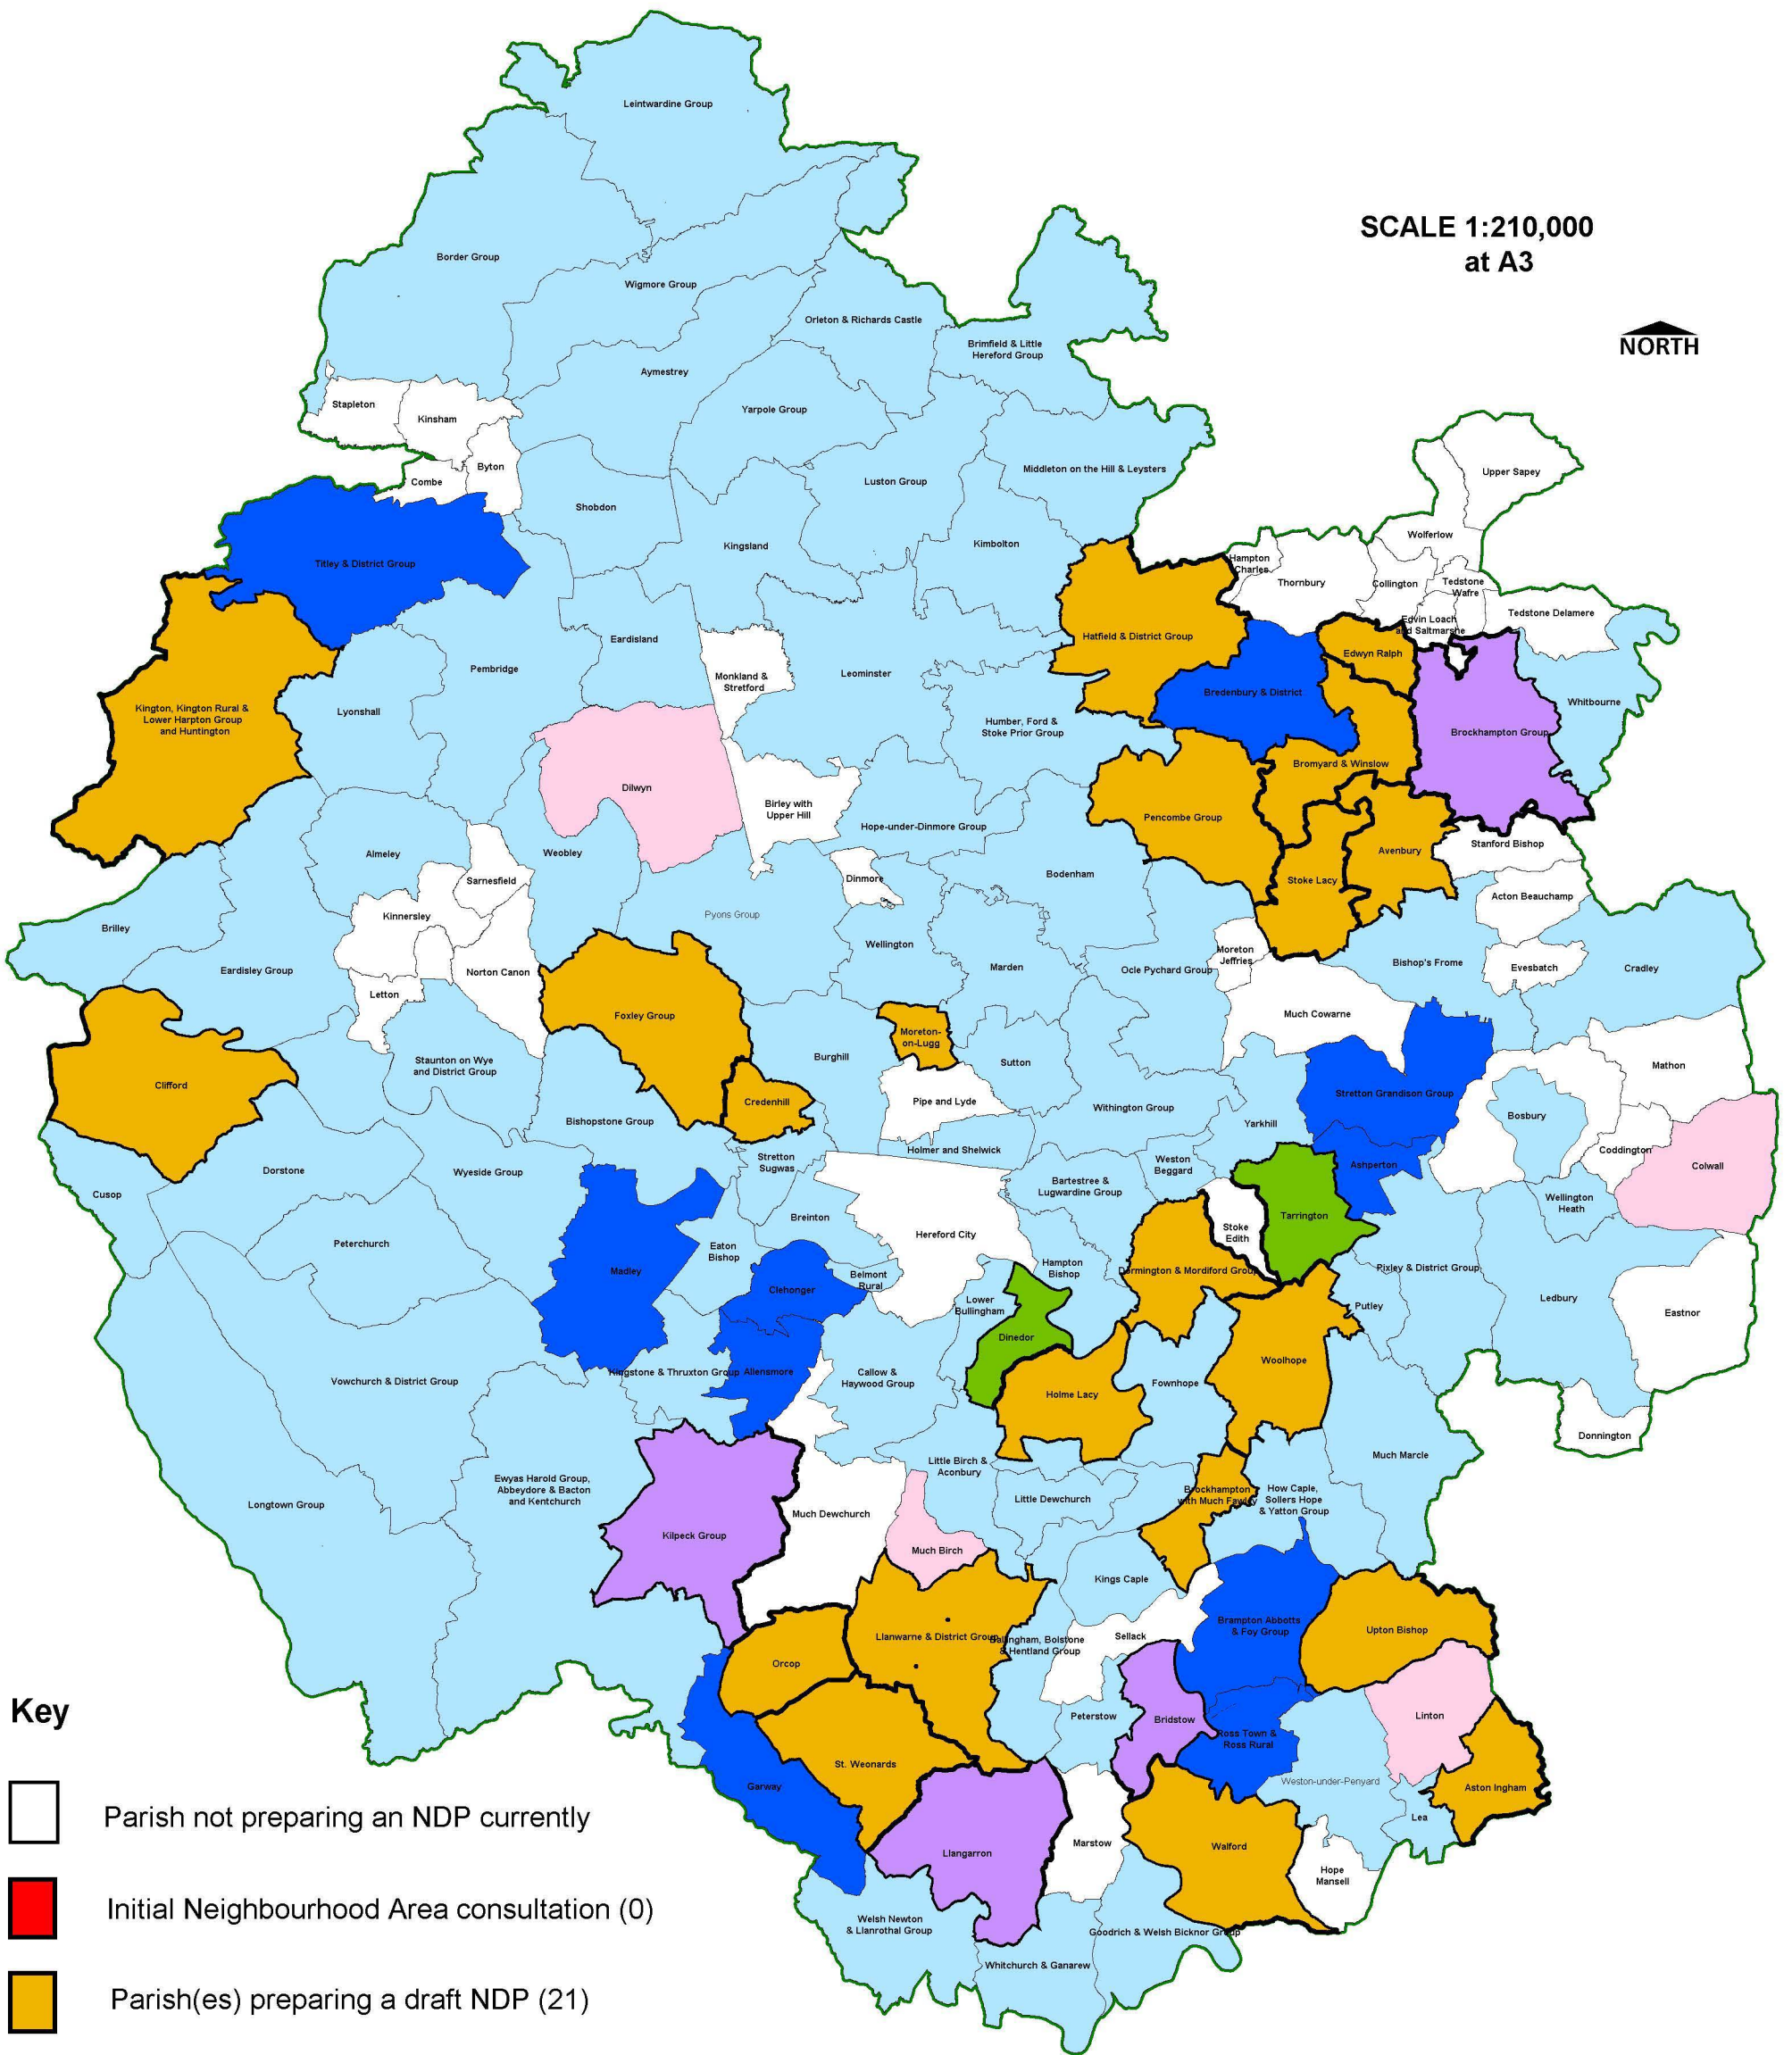 Leintwardine Group
SCALE 1:210,000
at A3
Border Group
Wigmore Group
Orleton & Richards Castle
NORTH
Brimfield & Little
Hereford Group
Aymestrey
Stapleton
Yarpole Group
Kinsham
Byton
Middleton on the Hill & Leysters
Upper Sapey
Combe
Luston Group
Shobdon
Wolferlow
Kingsland
Kimbolton
Titley & District Group
Hampton
Charles
Thornbury
Collington
Tedstone
Wafre
Tedstone Delamere
Edvin Loach
and Saltmarshe
Eardisland
Hatfield & District Group
Edwyn Ralph
Pembridge
Monkland &
Stretford
Leominster
Bredenbury & District
Whitbourne
Kington, Kington Rural &
Lower Harpton Group
and Huntington
Lyonshall
Humber, Ford &
Stoke Prior Group
Brockhampton Group
Bromyard & Winslow
Dilwyn
Birley with
Upper Hill
Pencombe Group
Hope-under-Dinmore Group
Stanford Bishop
Almeley
Weobley
Avenbury
Sarnesfield
Dinmore
Bodenham
Stoke Lacy
Acton Beauchamp
Kinnersley
Pyons Group
Brilley
Wellington
Moreton
Jeffries
Bishop's Frome
Eardisley Group
Norton Canon
Marden
Ocle Pychard Group
Evesbatch
Cradley
Letton
Foxley Group
Much Cowarne
Moreton-
on-Lugg
Staunton on Wye
and District Group
Burghill
Sutton
Mathon
Clifford
Stretton Grandison Group
Credenhill
Pipe and Lyde
Withington Group
Bosbury
Bishopstone Group
Yarkhill
Holmer and Shelwick
Coddington
Stretton
Sugwas
Weston
Beggard
Ashperton
Colwall
Dorstone
Wyeside Group
Bartestree &
Lugwardine Group
Cusop
Wellington
Heath
Breinton
Tarrington
Hereford City
Stoke
Edith
Peterchurch
Eaton
Bishop
Madley
Hampton
Bishop
Dormington & Mordiford Group
Pixley & District Group
Clehonger
Belmont
Rural
Lower
Bullingham
Putley
Ledbury
Eastnor
Dinedor
Woolhope
Kingstone & Thruxton Group
Allensmore
Callow &
Haywood Group
Vowchurch & District Group
Fownhope
Holme Lacy
Donnington
Much Marcle
Little Birch &
Aconbury
Ewyas Harold Group,
Abbeydore & Bacton
and Kentchurch
Brockhampton
with Much Fawley
How Caple,
Sollers Hope
& Yatton Group
Little Dewchurch
Longtown Group
Much Dewchurch
Kilpeck Group
Much Birch
Kings Caple
Brampton Abbotts
& Foy Group
Upton Bishop
Llanwarne & District Group
Ballingham, Bolstone
& Hentland Group
Sellack
Orcop
Key
Peterstow
Bridstow
Linton
Ross Town &
Ross Rural
St. Weonards
Weston-under-Penyard
Garway
Aston Ingham
Parish not preparing an NDP currently
Lea
Marstow
Walford
Llangarron
Hope
Mansell
Initial Neighbourhood Area consultation (0)
Welsh Newton
& Llanrothal Group
Goodrich & Welsh Bicknor Group
Whitchurch & Ganarew
Parish(es) preparing a draft NDP (21)